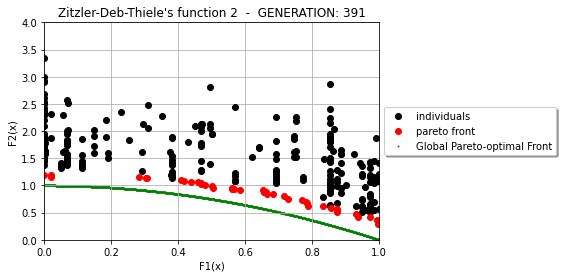 Zitzler-Deb-Thiele's function 2 - GENERATION: 391
4.0
3.5
3.0
2.5
2.0
1.5
1.0
0.5
0.0
F2(x)
0.0 0.2 0.4 0.6 0.8 1.0
F1(x)
individuals
pareto front
Global Pareto-optimal Front